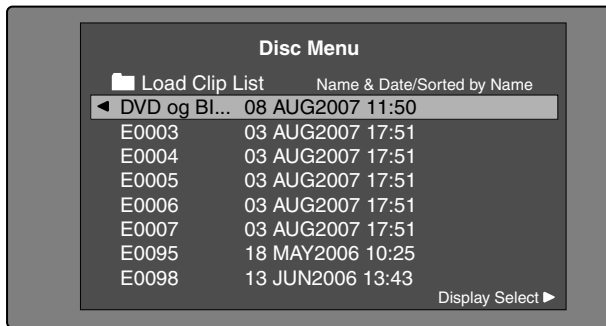 Disc Menu
Load Clip List Name & Date/Sorted by Name
DVD og BI... 08 AUG2007 11:50
E0003 03 AUG2007 17:51
E0004 03 AUG2007 17:51
E0005 03 AUG2007 17:51
E0006 03 AUG2007 17:51
E0007 03 AUG2007 17:51
E0095 18 MAY2006 10:25
E0098 13 JUN2006 13:43
Display Select